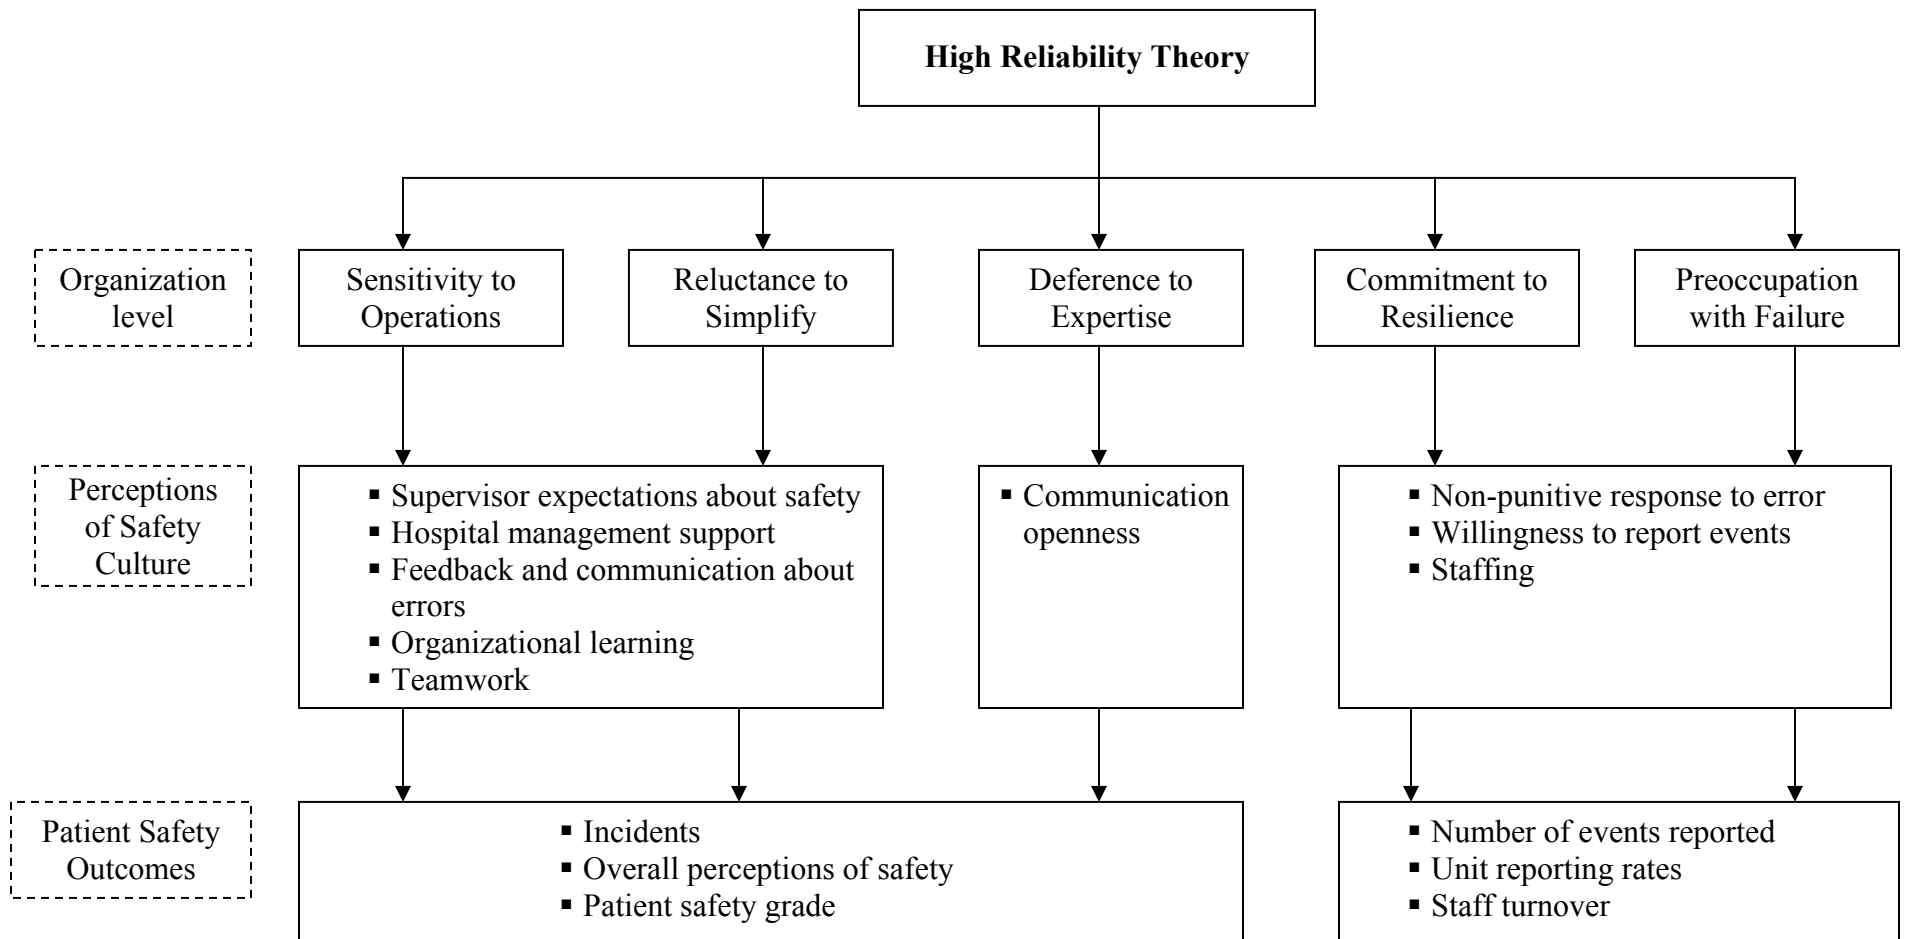 High Reliability Theory
Organization
level
Sensitivity to
Operations
Reluctance to
Simplify
Deference to
Expertise
Commitment to
Resilience
Preoccupation
with Failure
Perceptions
of Safety
Culture
▪ Supervisor expectations about safety
▪ Hospital management support
▪ Feedback and communication about
errors
▪ Organizational learning
▪ Teamwork
▪ Communication
openness
▪ Non-punitive response to error
▪ Willingness to report events
▪ Staffing
Patient Safety
Outcomes
▪ Incidents
▪ Overall perceptions of safety
▪ Patient safety grade
▪ Number of events reported
▪ Unit reporting rates
▪ Staff turnover